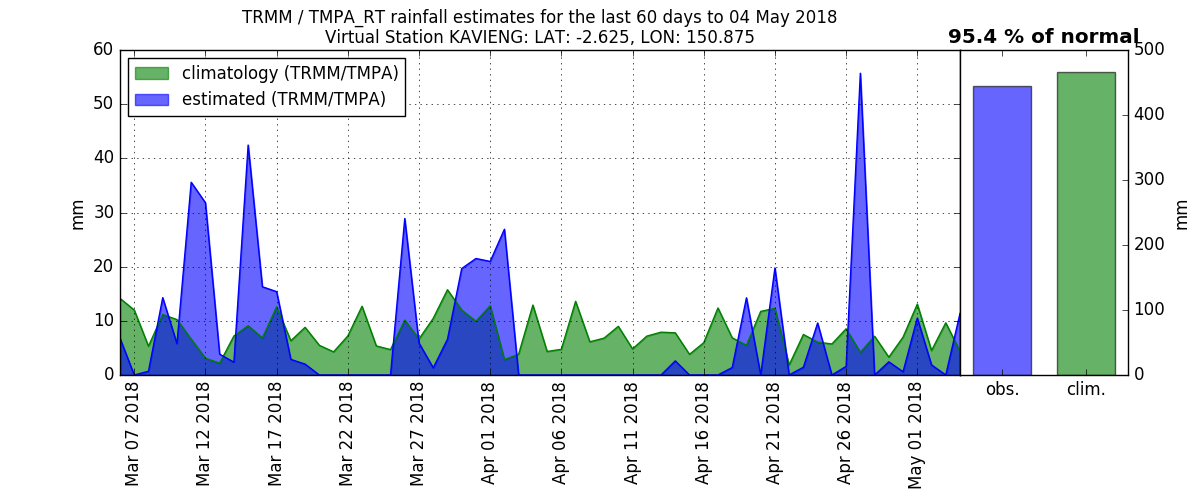 TRMM / TMPA_RT rainfall estimates for the last 60 days to 04 May 2018
Virtual Station KAVIENG: LAT: -2.625, LON: 150.875
95.4 % of normal
climatology (TRMM/TMPA)
estimated (TRMM/TMPA)
60
50
40
30
20
10
0
mm
Mar 07 2018
Mar 12 2018
Mar 17 2018
Mar 22 2018
Mar 27 2018
Apr 01 2018
Apr 06 2018
Apr 11 2018
Apr 16 2018
Apr 21 2018
Apr 26 2018
May 01 2018
obs.
clim.
500
400
300
200
100
0
mm